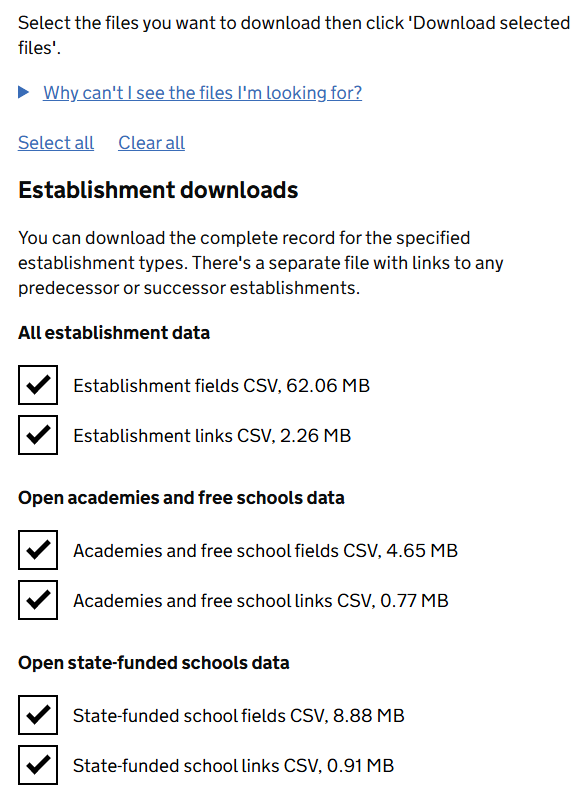 Select the files you want to download then click 'Download selected
files'.
Why can't I see the files I'm looking for?
Select all Clear all
Establishment downloads
You can download the complete record for the specified
establishment types. There's a separate file with links to any
predecessor or successor establishments.
All establishment data
Establishment fields CSV, 62.06 MB
Establishment links CSV, 2.26 MB
Open academies and free schools data
Academies and free school fields CSV, 4.65 MB
Academies and free school links CSV, 0.77 MB
Open state-funded schools data
State-funded school fields CSV, 8.88 MB
State-funded school links CSV, 0.91 MB